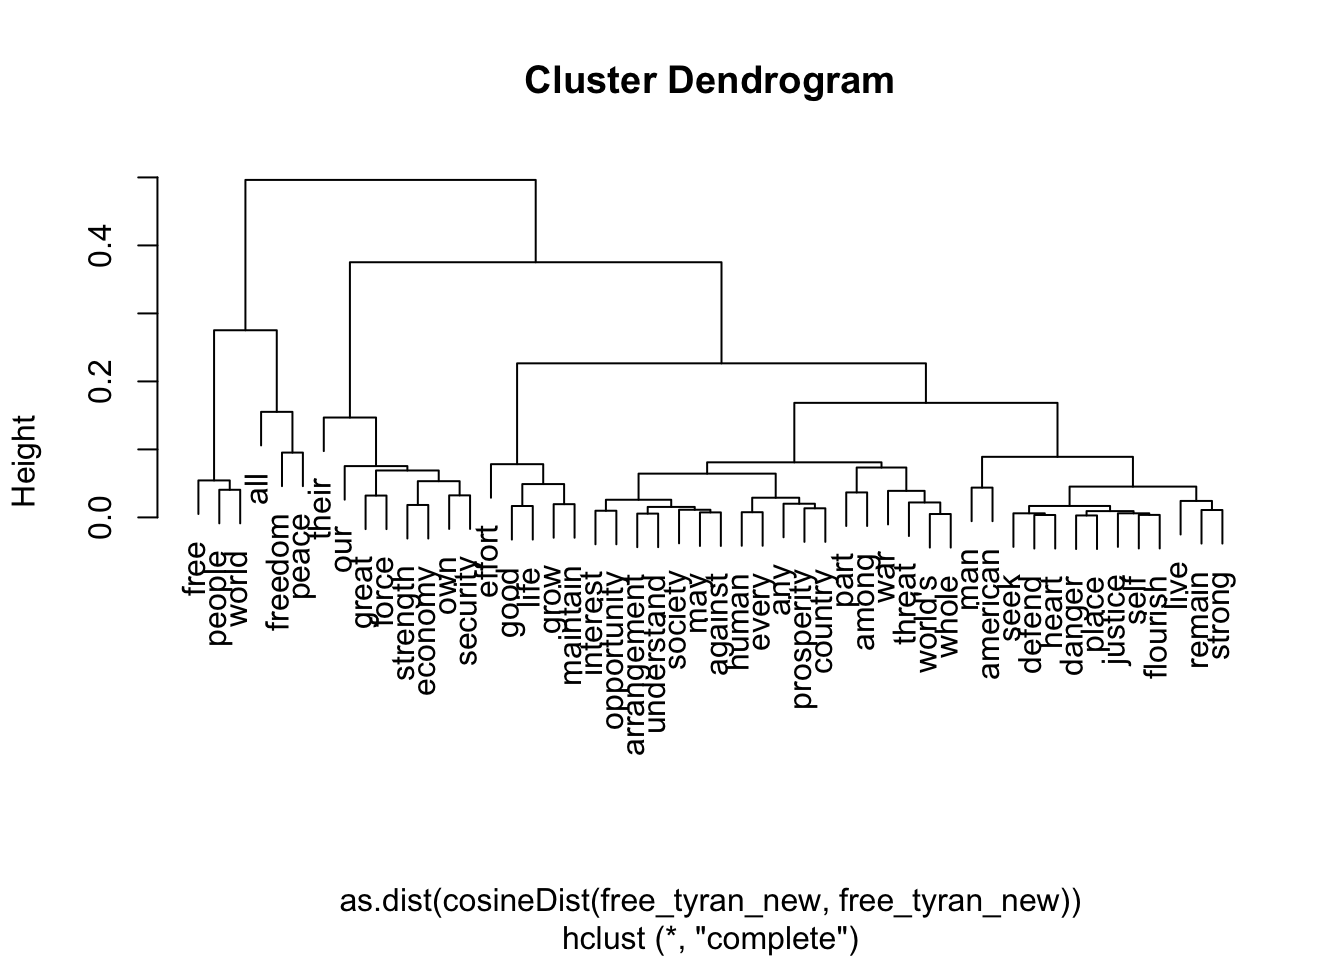 Cluster Dendrogram
Height
0.0
0.2
0.4
free
people
world
all
freedom
peace
their
our
great
force
strength
economy
own
security
effort
good
life
grow
maintain
interest
opportunity
arrangement
understand
society
may
against
human
every
any
prosperity
country
part
among
war
threat
world's
whole
man
american
seek
defend
heart
danger
place
justice
self
flourish
live
remain
strong
as.dist(cosineDist(free_tyran_new, free_tyran_new))
hclust (*, "complete")